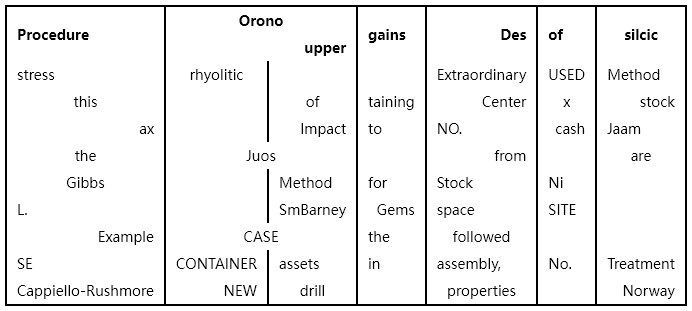 Orono
Procedure gains Des of silcic
upper
stress rhyolitic Extraordinary USED Method
this of taining Center x stock
ax Impact to NO. cash Jaam
the Juos from are
Gibbs Method for Stock Ni
L. SmBarney Gems space SITE
Example CASE the followed
SE CONTAINER assets in assembly, No. Treatment
Cappiello-Rushmore NEW drill properties Norway